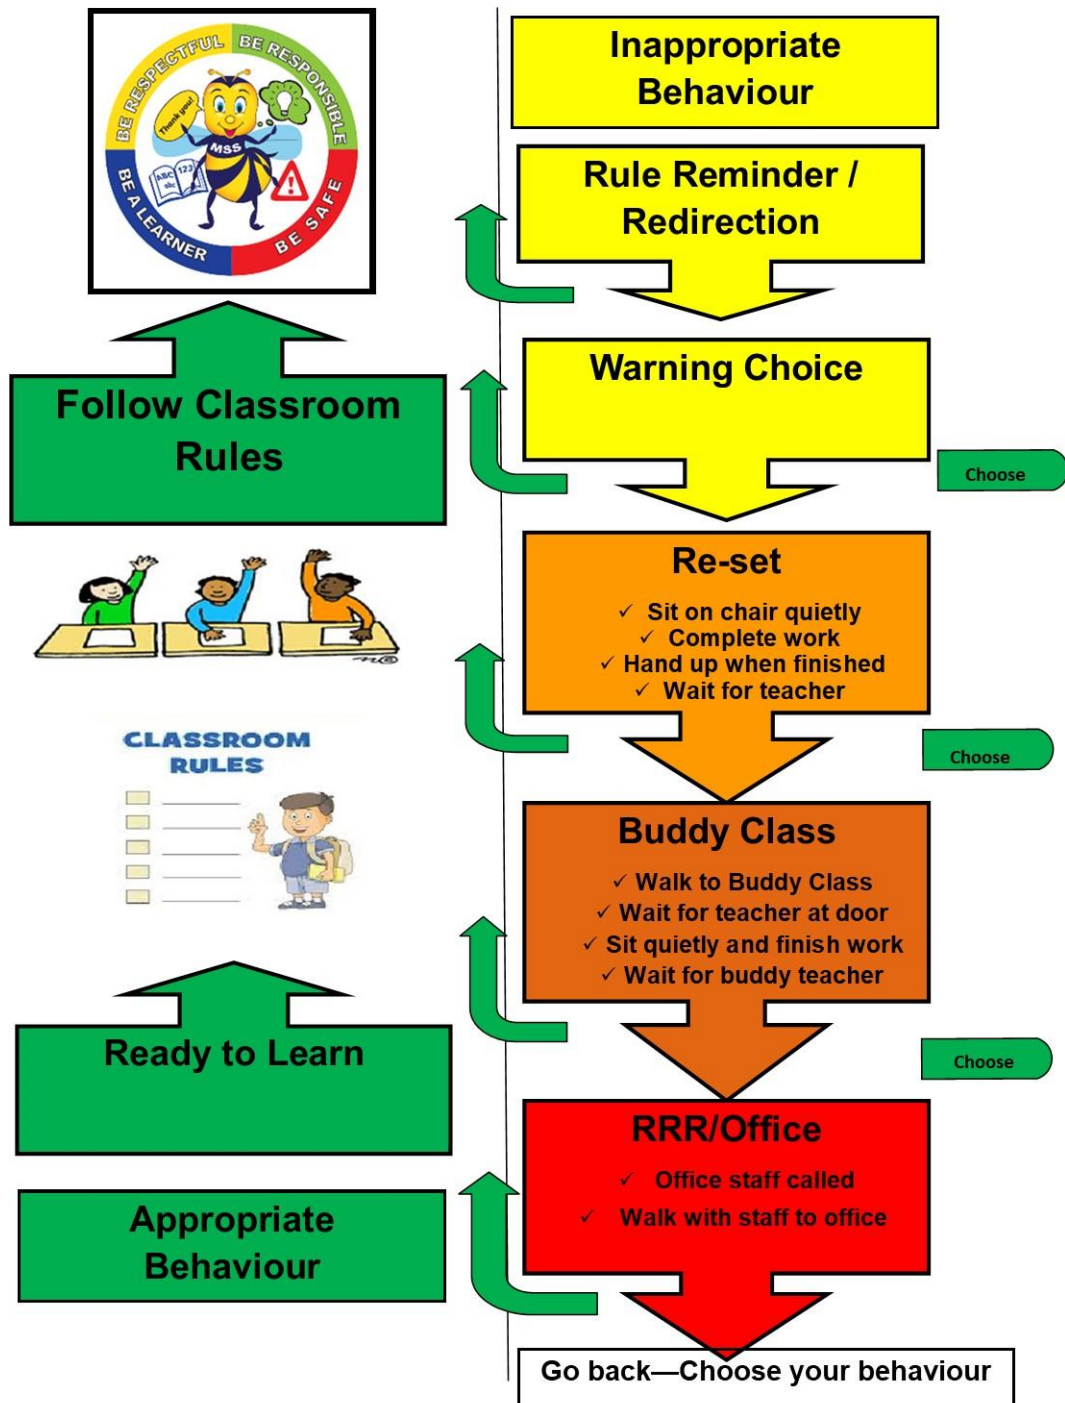 BE RESPECTFUL
BE RESPONSIBLE
BE A LEARNER
BE SAFE
Thank you!
MSS
ABC
abc
123
Follow Classroom
Rules
CLASSROOM
RULES
Ready to Learn
Appropriate
Behaviour
Inappropriate
Behaviour
Rule Reminder /
Redirection
Warning Choice
Choose
Re-set
✓ Sit on chair quietly
✓ Complete work
✓ Hand up when finished
✓ Wait for teacher
Choose
Buddy Class
✓ Walk to Buddy Class
✓ Wait for teacher at door
✓ Sit quietly and finish work
✓ Wait for buddy teacher
Choose
RRR/Office
✓ Office staff called
✓ Walk with staff to office
Go back—Choose your behaviour